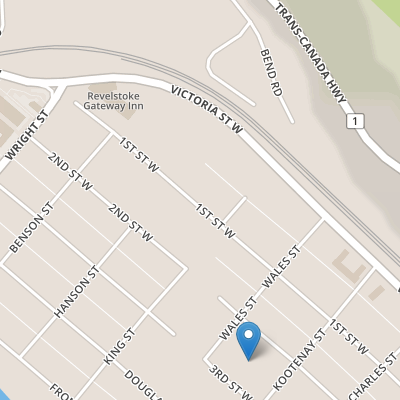 TRANS-CANADA HWY
BEND RD
1
Revelstoke
Gateway Inn
VICTORIA ST W
WRIGHT ST
1ST ST W
2ND ST W
2ND ST W
1ST ST W
BENSON ST
HANSON ST
WALES ST
WALES ST
KING ST
1ST ST W
KOOTENAY ST
3RD ST W
CHARLES ST
DOUGLA
FRO